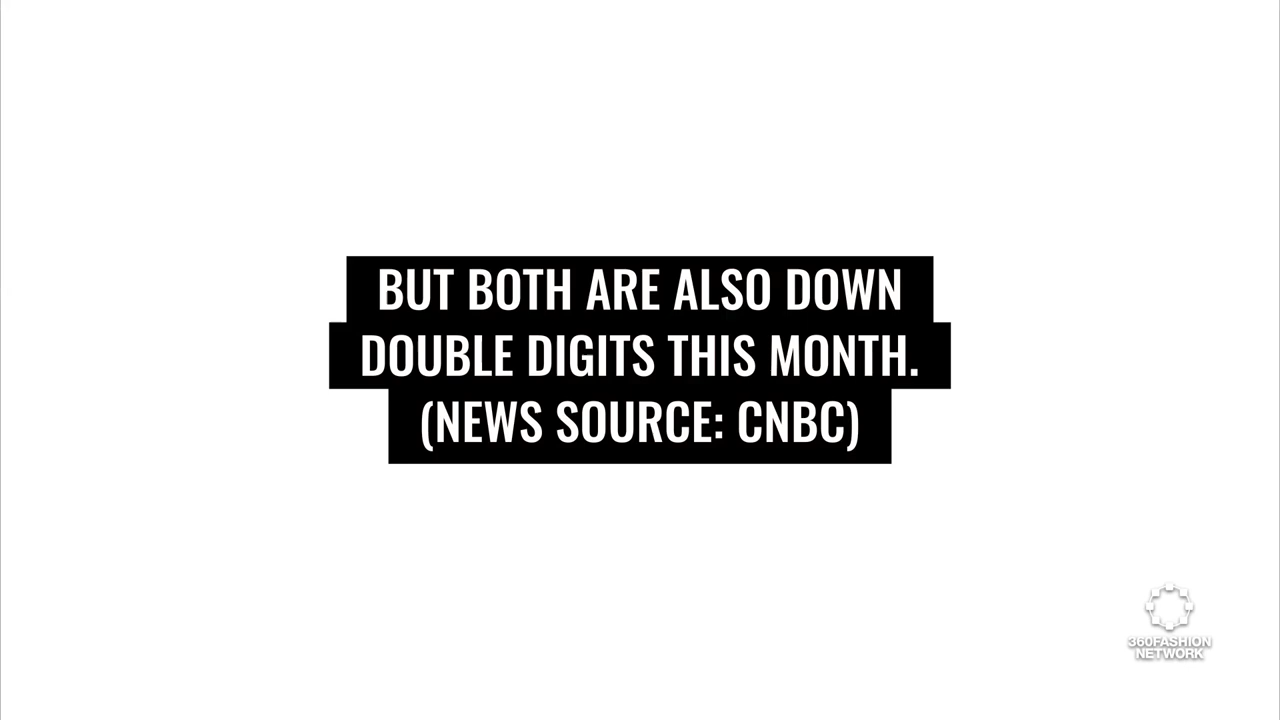 BUT BOTH ARE ALSO DOWN
DOUBLE DIGITS THIS MONTH.
(NEWS SOURCE: CNBC)
360FASHION
NETWORK